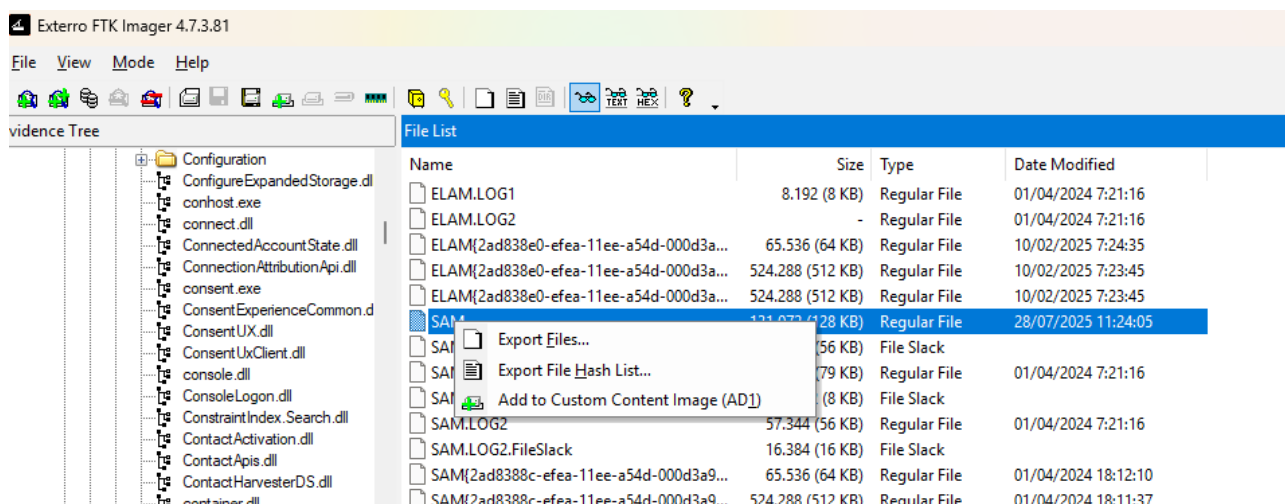 Exterro FTK Imager 4.7.3.81
File View Mode Help
TEXT HEX
vidence Tree
Configuration
ConfigureExpandedStorage.dl
conhost.exe
connect.dll
ConnectedAccountState.dll
ConnectionAttributionApi.dll
consent.exe
ConsentExperienceCommon.d
ConsentUX.dll
ConsentUxClient.dll
console.dll
ConsoleLogon.dll
ConstraintIndex.Search.dll
ContactActivation.dll
ContactApis.dll
ContactHarvesterDS.dll
container.dll
File List
Name Size Type Date Modified
ELAM.LOG1 8.192 (8 KB) Regular File 01/04/2024 7:21:16
ELAM.LOG2 - Regular File 01/04/2024 7:21:16
ELAM{2ad838e0-efea-11ee-a54d-000d3a... 65.536 (64 KB) Regular File 10/02/2025 7:24:35
ELAM{2ad838e0-efea-11ee-a54d-000d3a... 524.288 (512 KB) Regular File 10/02/2025 7:23:45
ELAM{2ad838e0-efea-11ee-a54d-000d3a... 524.288 (512 KB) Regular File 10/02/2025 7:23:45
SAM 131.072 (128 KB) Regular File 28/07/2025 11:24:05
(56 KB) File Slack
(79 KB) Regular File 01/04/2024 7:21:16
(8 KB) File Slack
Export Files...
Export File Hash List...
Add to Custom Content Image (AD1)
SAM.LOG2 57.344 (56 KB) Regular File 01/04/2024 7:21:16
SAM.LOG2.FileSlack 16.384 (16 KB) File Slack
SAM{2ad8388c-efea-11ee-a54d-000d3a9... 65.536 (64 KB) Regular File 01/04/2024 18:12:10
SAM{2ad8388c-efea-11ee-a54d-000d3a9... 524.288 (512 KB) Regular File 01/04/2024 18:11:37